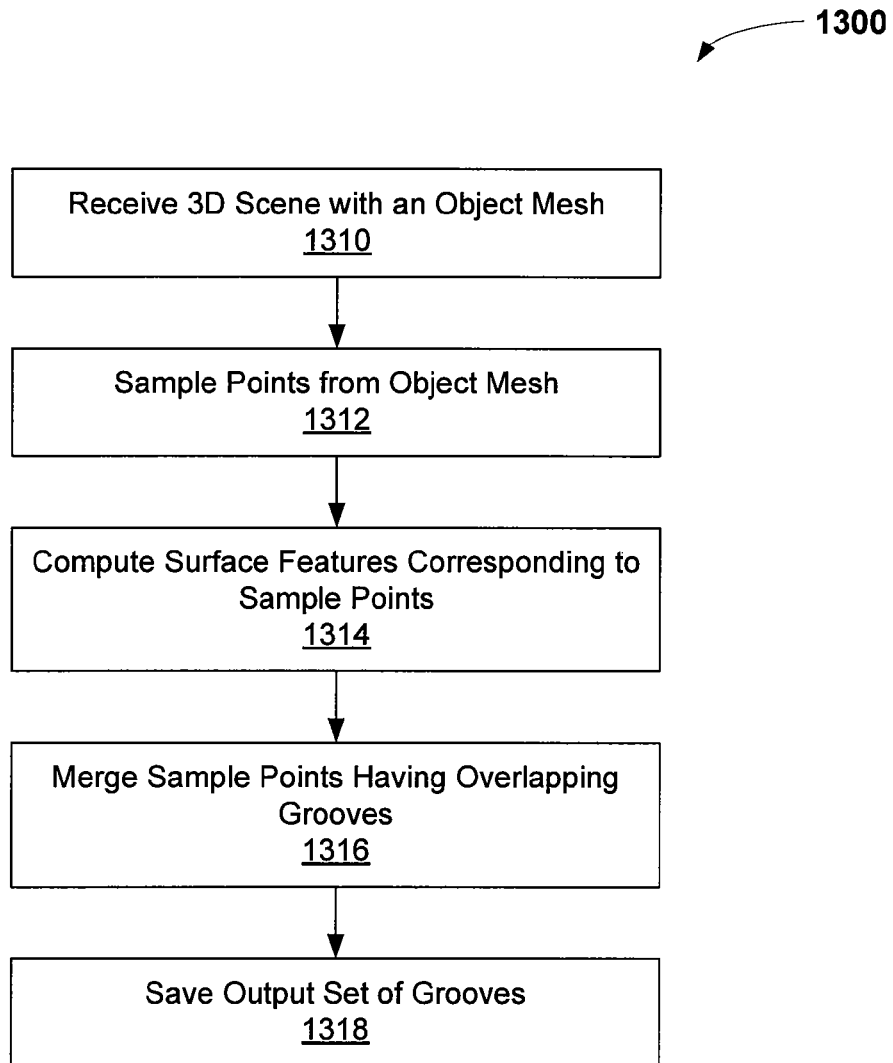 1300
Receive 3D Scene with an Object Mesh
1310
Sample Points from Object Mesh
1312
Compute Surface Features Corresponding to
Sample Points
1314
Merge Sample Points Having Overlapping
Grooves
1316
Save Output Set of Grooves
1318